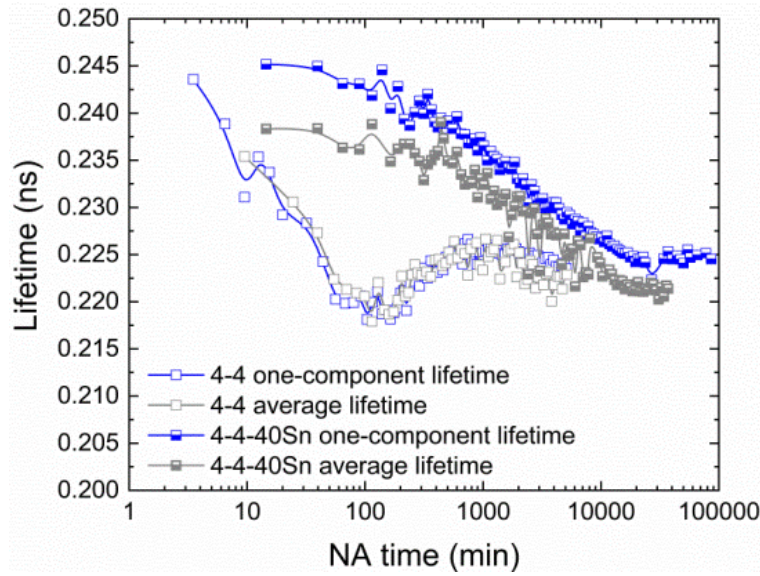 0.250
0.245
0.240
0.235
0.230
0.225
0.220
0.215
0.210
0.205
0.200
Lifetime (ns)
4-4 one-component lifetime
4-4 average lifetime
4-4-40Sn one-component lifetime
4-4-40Sn average lifetime
1 10 100 1000 10000 100000
NA time (min)